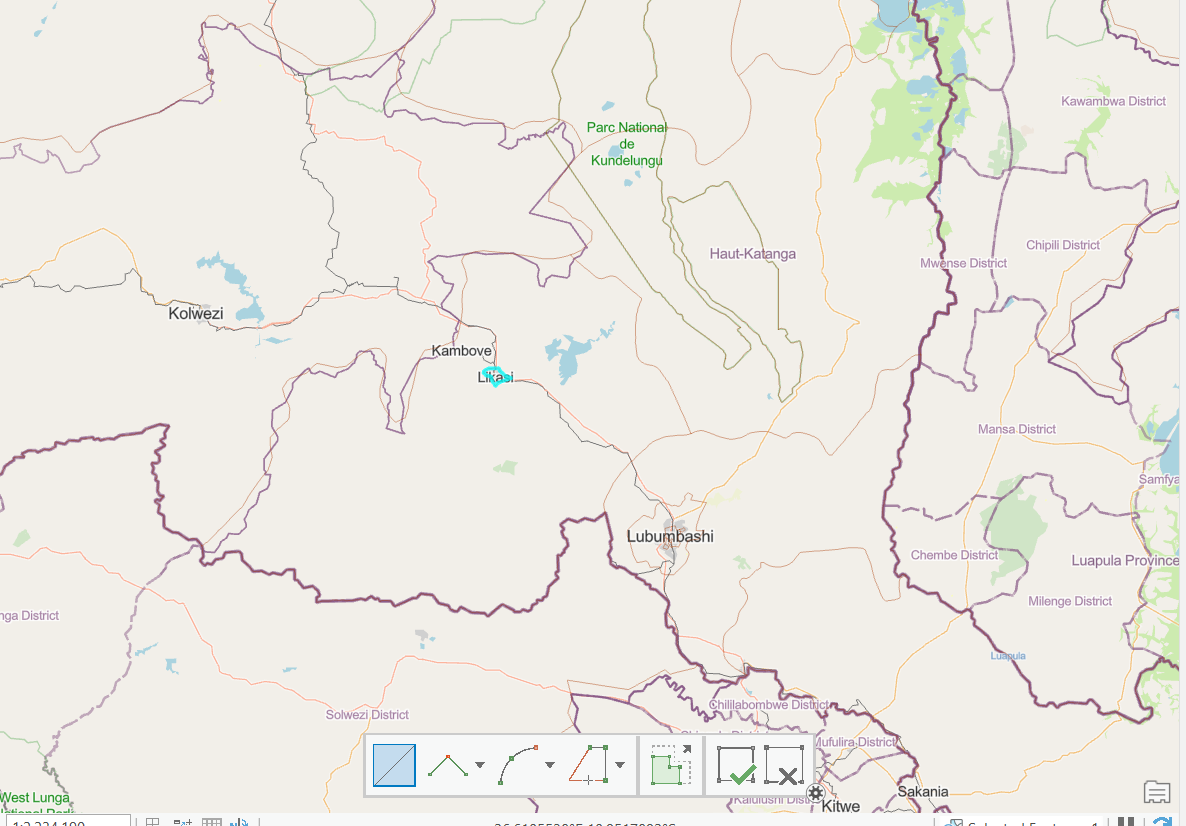 Kawambwa District
Parc National
de
Kundelungu
Chipili District
Haut-Katanga
Mwense District
Kolwezi
Kambove
Likasi
Mansa District
Samfya
Lubumbashi
Chembe District
Luapula Province
Milenge District
nga District
Luapula
Chililabombwe District
Solwezi District
Mufulira District
West Lunga
Kalulushi District
Sakania
Kitwe